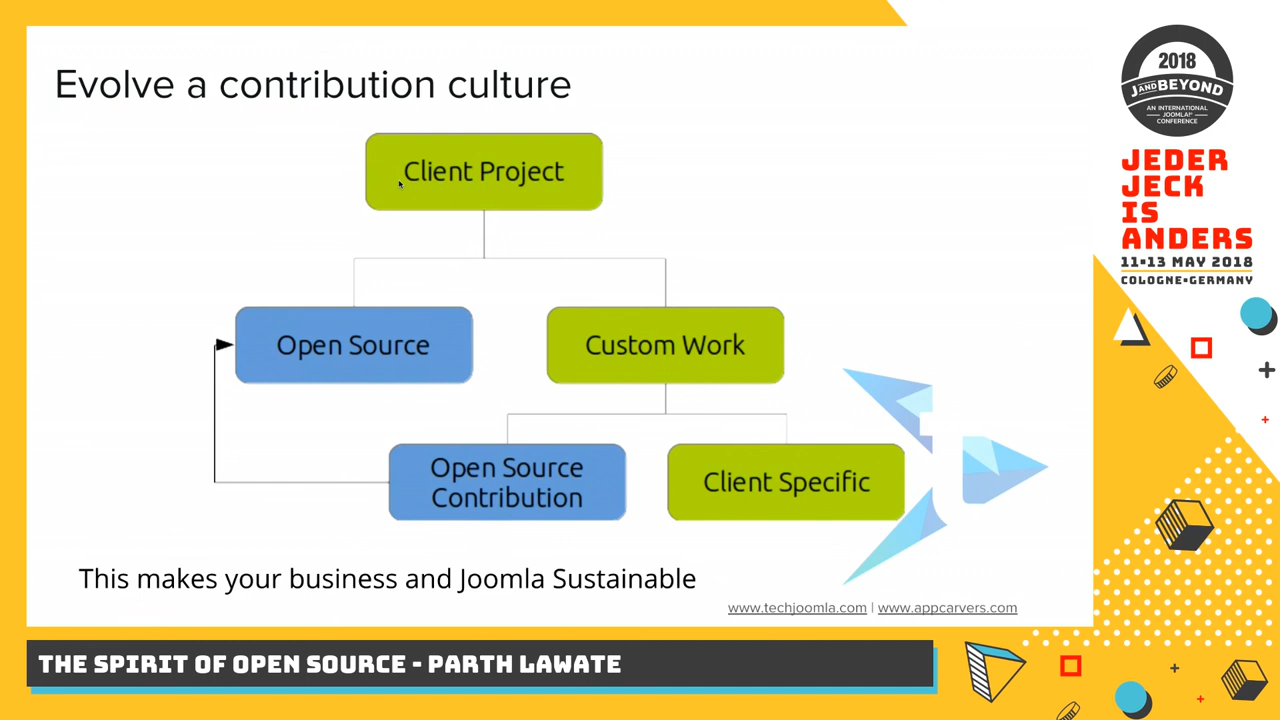 Evolve a contribution culture
Client Project
Open Source
Custom Work
Open Source
Contribution
Client Specific
This makes your business and Joomla Sustainable
www.techjoomla.com | www.appcarvers.com
THE SPIRIT OF OPEN SOURCE - PARTH LAWATE
2018
J AND BEYOND
AN INTERNATIONAL
JOOMLA!®
CONFERENCE
JEDER
JECK
IS
ANDERS
11-13 MAY 2018
COLOGNE-GERMANY